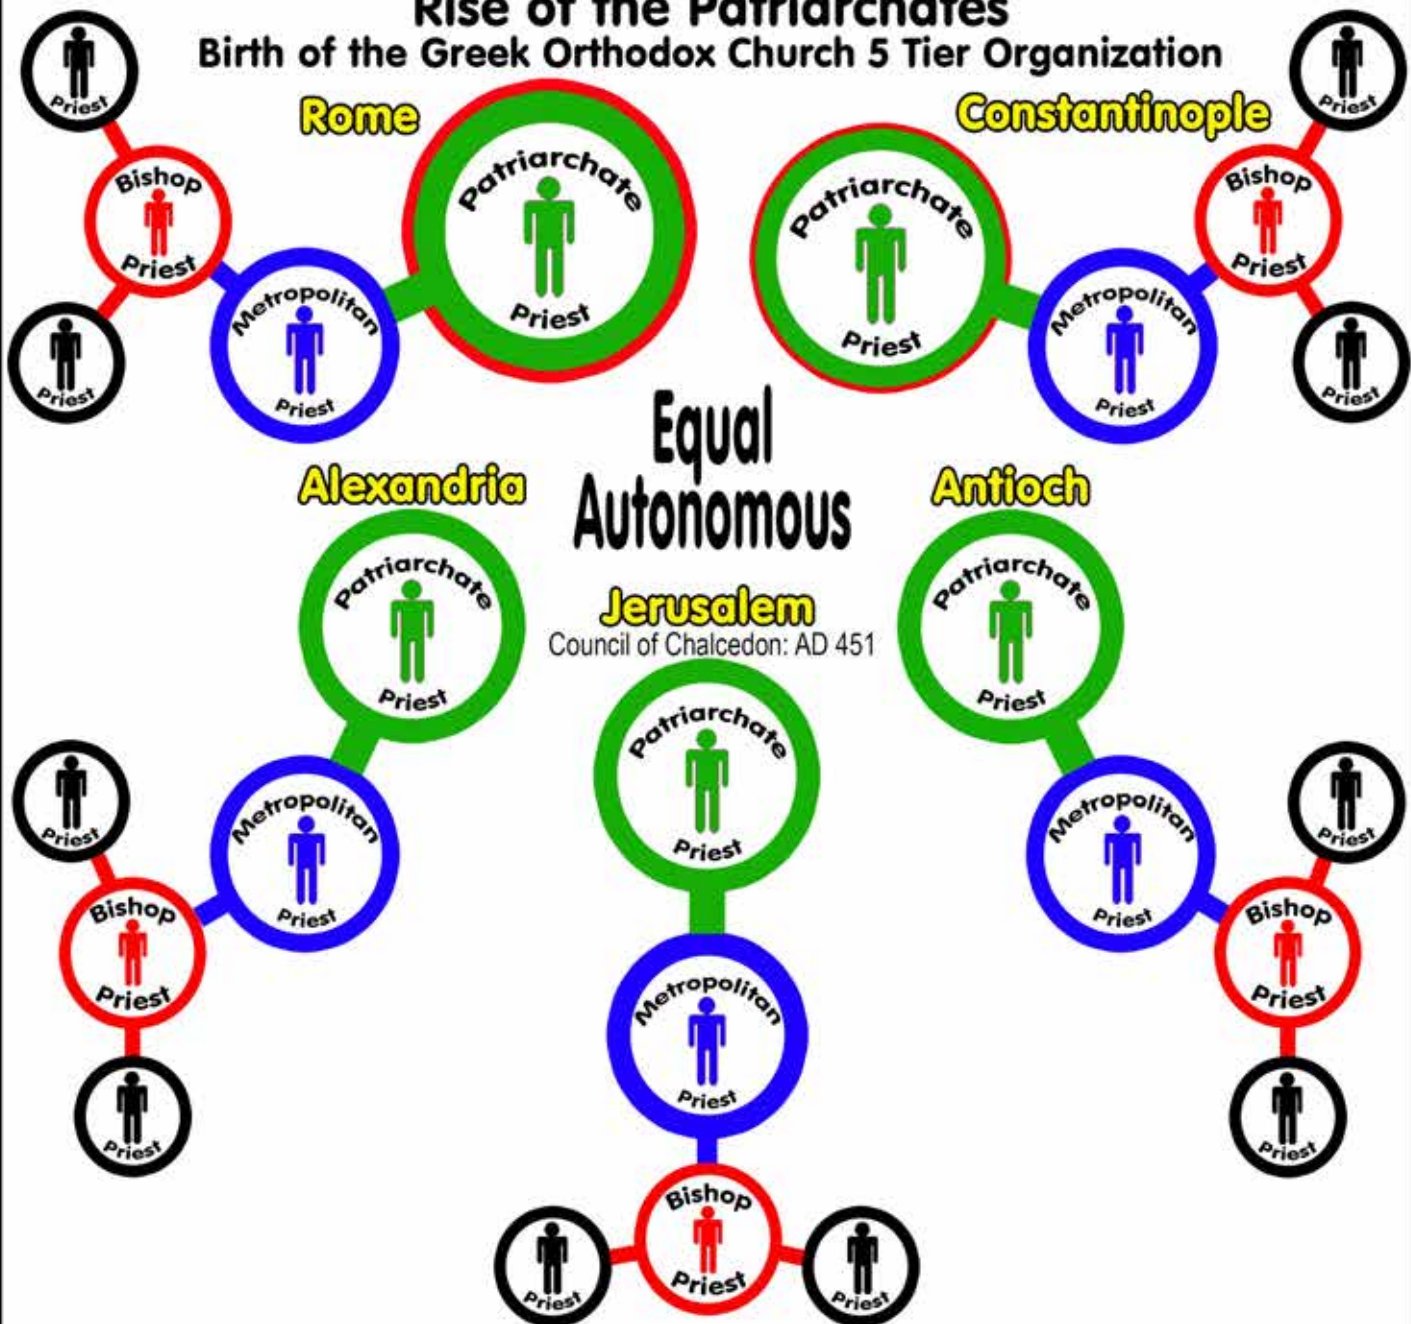 Rise of the Patriarchates
Birth of the Greek Orthodox Church 5 Tier Organization
Priest
Bishop
Priest
Priest
Metropolitan
Priest
Rome
Patriarchate
Priest
Constantinople
Patriarchate
Priest
Metropolitan
Priest
Bishop
Priest
Priest
Priest
Equal
Autonomous
Alexandria
Patriarchate
Priest
Metropolitan
Priest
Priest
Bishop
Priest
Priest
Jerusalem
Council of Chalcedon: AD 451
Patriarchate
Priest
Metropolitan
Priest
Bishop
Priest
Priest
Priest
Antioch
Patriarchate
Priest
Metropolitan
Priest
Priest
Bishop
Priest
Priest